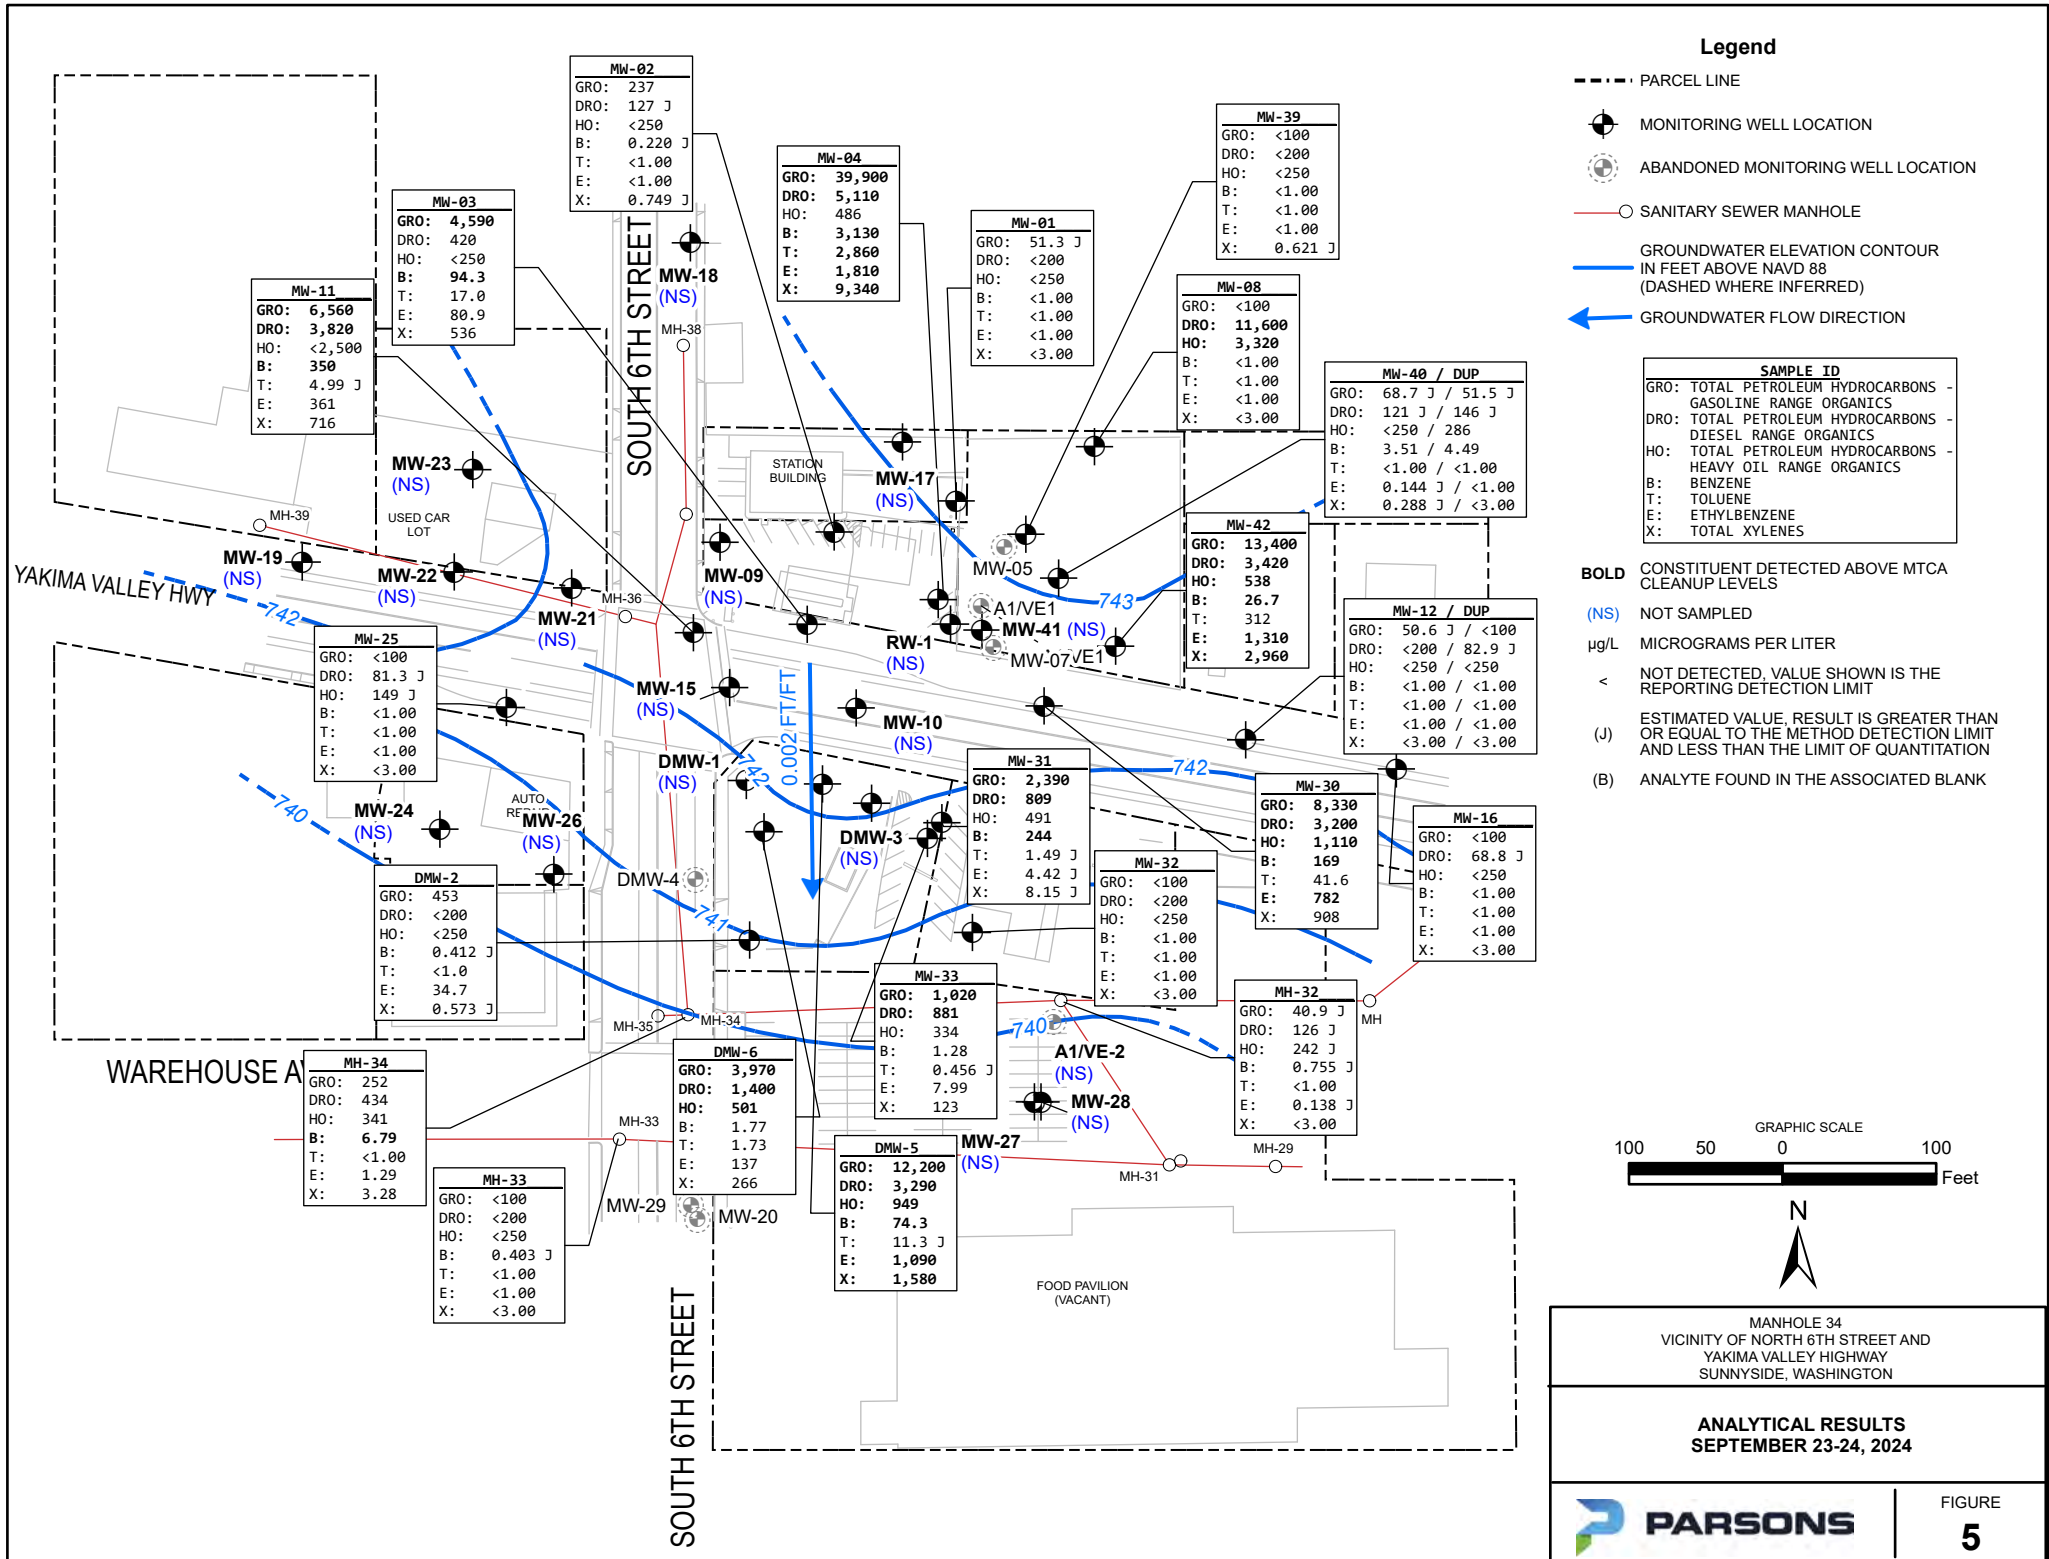 MW-02
GRO: 237
DRO: 127 J
HO: <250
B: 0.220 J
T: <1.00
E: <1.00
X: 0.749 J
MW-04
GRO: 39,900
DRO: 5,110
HO: 486
B: 3,130
T: 2,860
E: 1,810
X: 9,340
MW-39
GRO: <100
DRO: <200
HO: <250
B: <1.00
T: <1.00
E: <1.00
X: 0.621 J
MW-03
GRO: 4,590
DRO: 420
HO: <250
B: 94.3
T: 17.0
E: 80.9
X: 536
MW-01
GRO: 51.3 J
DRO: <200
HO: <250
B: <1.00
T: <1.00
E: <1.00
X: <3.00
MW-11
GRO: 6,560
DRO: 3,820
HO: <2,500
B: 350
T: 4.99 J
E: 361
X: 716
MW-08
GRO: <100
DRO: 11,600
HO: 3,320
B: <1.00
T: <1.00
E: <1.00
X: <3.00
MW-40 / DUP
GRO: 68.7 J / 51.5 J
DRO: 121 J / 146 J
HO: <250 / 286
B: 3.51 / 4.49
T: <1.00 / <1.00
E: 0.144 J / <1.00
X: 0.288 J / <3.00
MW-42
GRO: 13,400
DRO: 3,420
HO: 538
B: 26.7
T: 312
E: 1,310
X: 2,960
MW-12 / DUP
GRO: 50.6 J / <100
DRO: <200 / 82.9 J
HO: <250 / <250
B: <1.00 / <1.00
T: <1.00 / <1.00
E: <1.00 / <1.00
X: <3.00 / <3.00
MW-25
GRO: <100
DRO: 81.3 J
HO: 149 J
B: <1.00
T: <1.00
E: <1.00
X: <3.00
MW-31
GRO: 2,390
DRO: 809
HO: 491
B: 244
T: 1.49 J
E: 4.42 J
X: 8.15 J
MW-30
GRO: 8,330
DRO: 3,200
HO: 1,110
B: 169
T: 41.6
E: 782
X: 908
MW-16
GRO: <100
DRO: 68.8 J
HO: <250
B: <1.00
T: <1.00
E: <1.00
X: <3.00
MW-32
GRO: <100
DRO: <200
HO: <250
B: <1.00
T: <1.00
E: <1.00
X: <3.00
DMW-2
GRO: 453
DRO: <200
HO: <250
B: 0.412 J
T: <1.0
E: 34.7
X: 0.573 J
MW-33
GRO: 1,020
DRO: 881
HO: 334
B: 1.28
T: 0.456 J
E: 7.99
X: 123
MH-32
GRO: 40.9 J
DRO: 126 J
HO: 242 J
B: 0.755 J
T: <1.00
E: 0.138 J
X: <3.00
MH-34
GRO: 252
DRO: 434
HO: 341
B: 6.79
T: <1.00
E: 1.29
X: 3.28
DMW-6
GRO: 3,970
DRO: 1,400
HO: 501
B: 1.77
T: 1.73
E: 137
X: 266
DMW-5
GRO: 12,200
DRO: 3,290
HO: 949
B: 74.3
T: 11.3 J
E: 1,090
X: 1,580
MH-33
GRO: <100
DRO: <200
HO: <250
B: 0.403 J
T: <1.00
E: <1.00
X: <3.00
SOUTH 6TH STREET
MW-18
(NS)
MH-38
STATION
BUILDING
MW-17
(NS)
MW-23
(NS)
USED CAR
LOT
MH-39
MW-19
(NS)
MW-22
(NS)
YAKIMA VALLEY HWY
742
MW-21
(NS)
MH-36
MW-09
(NS)
MW-05
743
A1/VE1
MW-41 (NS)
RW-1
(NS)
MW-07
VE1
MW-15
(NS)
MW-10
(NS)
0.002 FT/FT
DMW-1
(NS)
742
742
740
MW-24
(NS)
AUTO
MW-26
(NS)
DMW-3
(NS)
DMW-4
741
MH-35
MH-34
740
MH
WAREHOUSE AV
A1/VE-2
(NS)
MW-28
(NS)
MH-33
MW-27
(NS)
MH-31
MH-29
MW-29
MW-20
FOOD PAVILION
(VACANT)
SOUTH 6TH STREET
Legend
PARCEL LINE
MONITORING WELL LOCATION
ABANDONED MONITORING WELL LOCATION
SANITARY SEWER MANHOLE
GROUNDWATER ELEVATION CONTOUR
IN FEET ABOVE NAVD 88
(DASHED WHERE INFERRED)
GROUNDWATER FLOW DIRECTION
SAMPLE ID
GRO: TOTAL PETROLEUM HYDROCARBONS -
GASOLINE RANGE ORGANICS
DRO: TOTAL PETROLEUM HYDROCARBONS -
DIESEL RANGE ORGANICS
HO: TOTAL PETROLEUM HYDROCARBONS -
HEAVY OIL RANGE ORGANICS
B: BENZENE
T: TOLUENE
E: ETHYLBENZENE
X: TOTAL XYLENES
BOLD CONSTITUENT DETECTED ABOVE MTCA
CLEANUP LEVELS
(NS) NOT SAMPLED
µg/L MICROGRAMS PER LITER
< NOT DETECTED, VALUE SHOWN IS THE
REPORTING DETECTION LIMIT
(J) ESTIMATED VALUE, RESULT IS GREATER THAN
OR EQUAL TO THE METHOD DETECTION LIMIT
AND LESS THAN THE LIMIT OF QUANTITATION
(B) ANALYTE FOUND IN THE ASSOCIATED BLANK
GRAPHIC SCALE
100 50 0 100
Feet
N
MANHOLE 34
VICINITY OF NORTH 6TH STREET AND
YAKIMA VALLEY HIGHWAY
SUNNYSIDE, WASHINGTON
ANALYTICAL RESULTS
SEPTEMBER 23-24, 2024
PARSONS
FIGURE
5